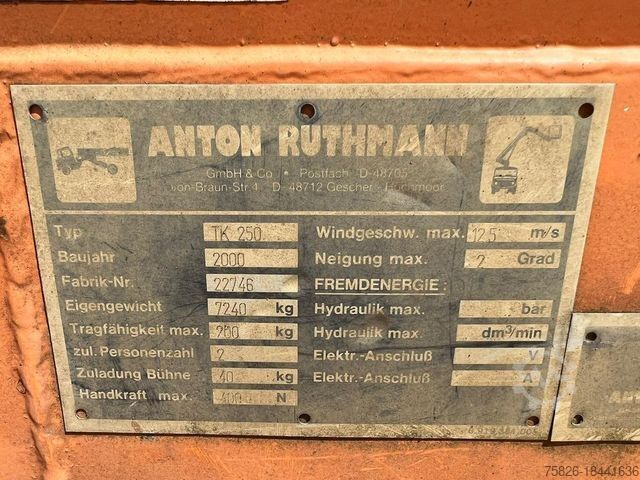 ANTON RUTHMANN
GmbH & Co • Postfach D-48705
von-Braun-Str.4 D-48712 Gescher-Hochmoor
Typ TK 250
Baujahr 2000
Fabrik-Nr. 22746
Eigengewicht 7240 kg
Tragfähigkeit max. 200 kg
zul. Personenzahl 2
Zuladung Bühne 40 kg
Handkraft max. 400 N
Windgeschw. max. 12,5 m/s
Neigung max. 2 Grad
FREMDENERGIE:
Hydraulik max. bar
Hydraulik max. dm³/min
Elektr.-Anschluß V
Elektr.-Anschluß A
75826-18441636